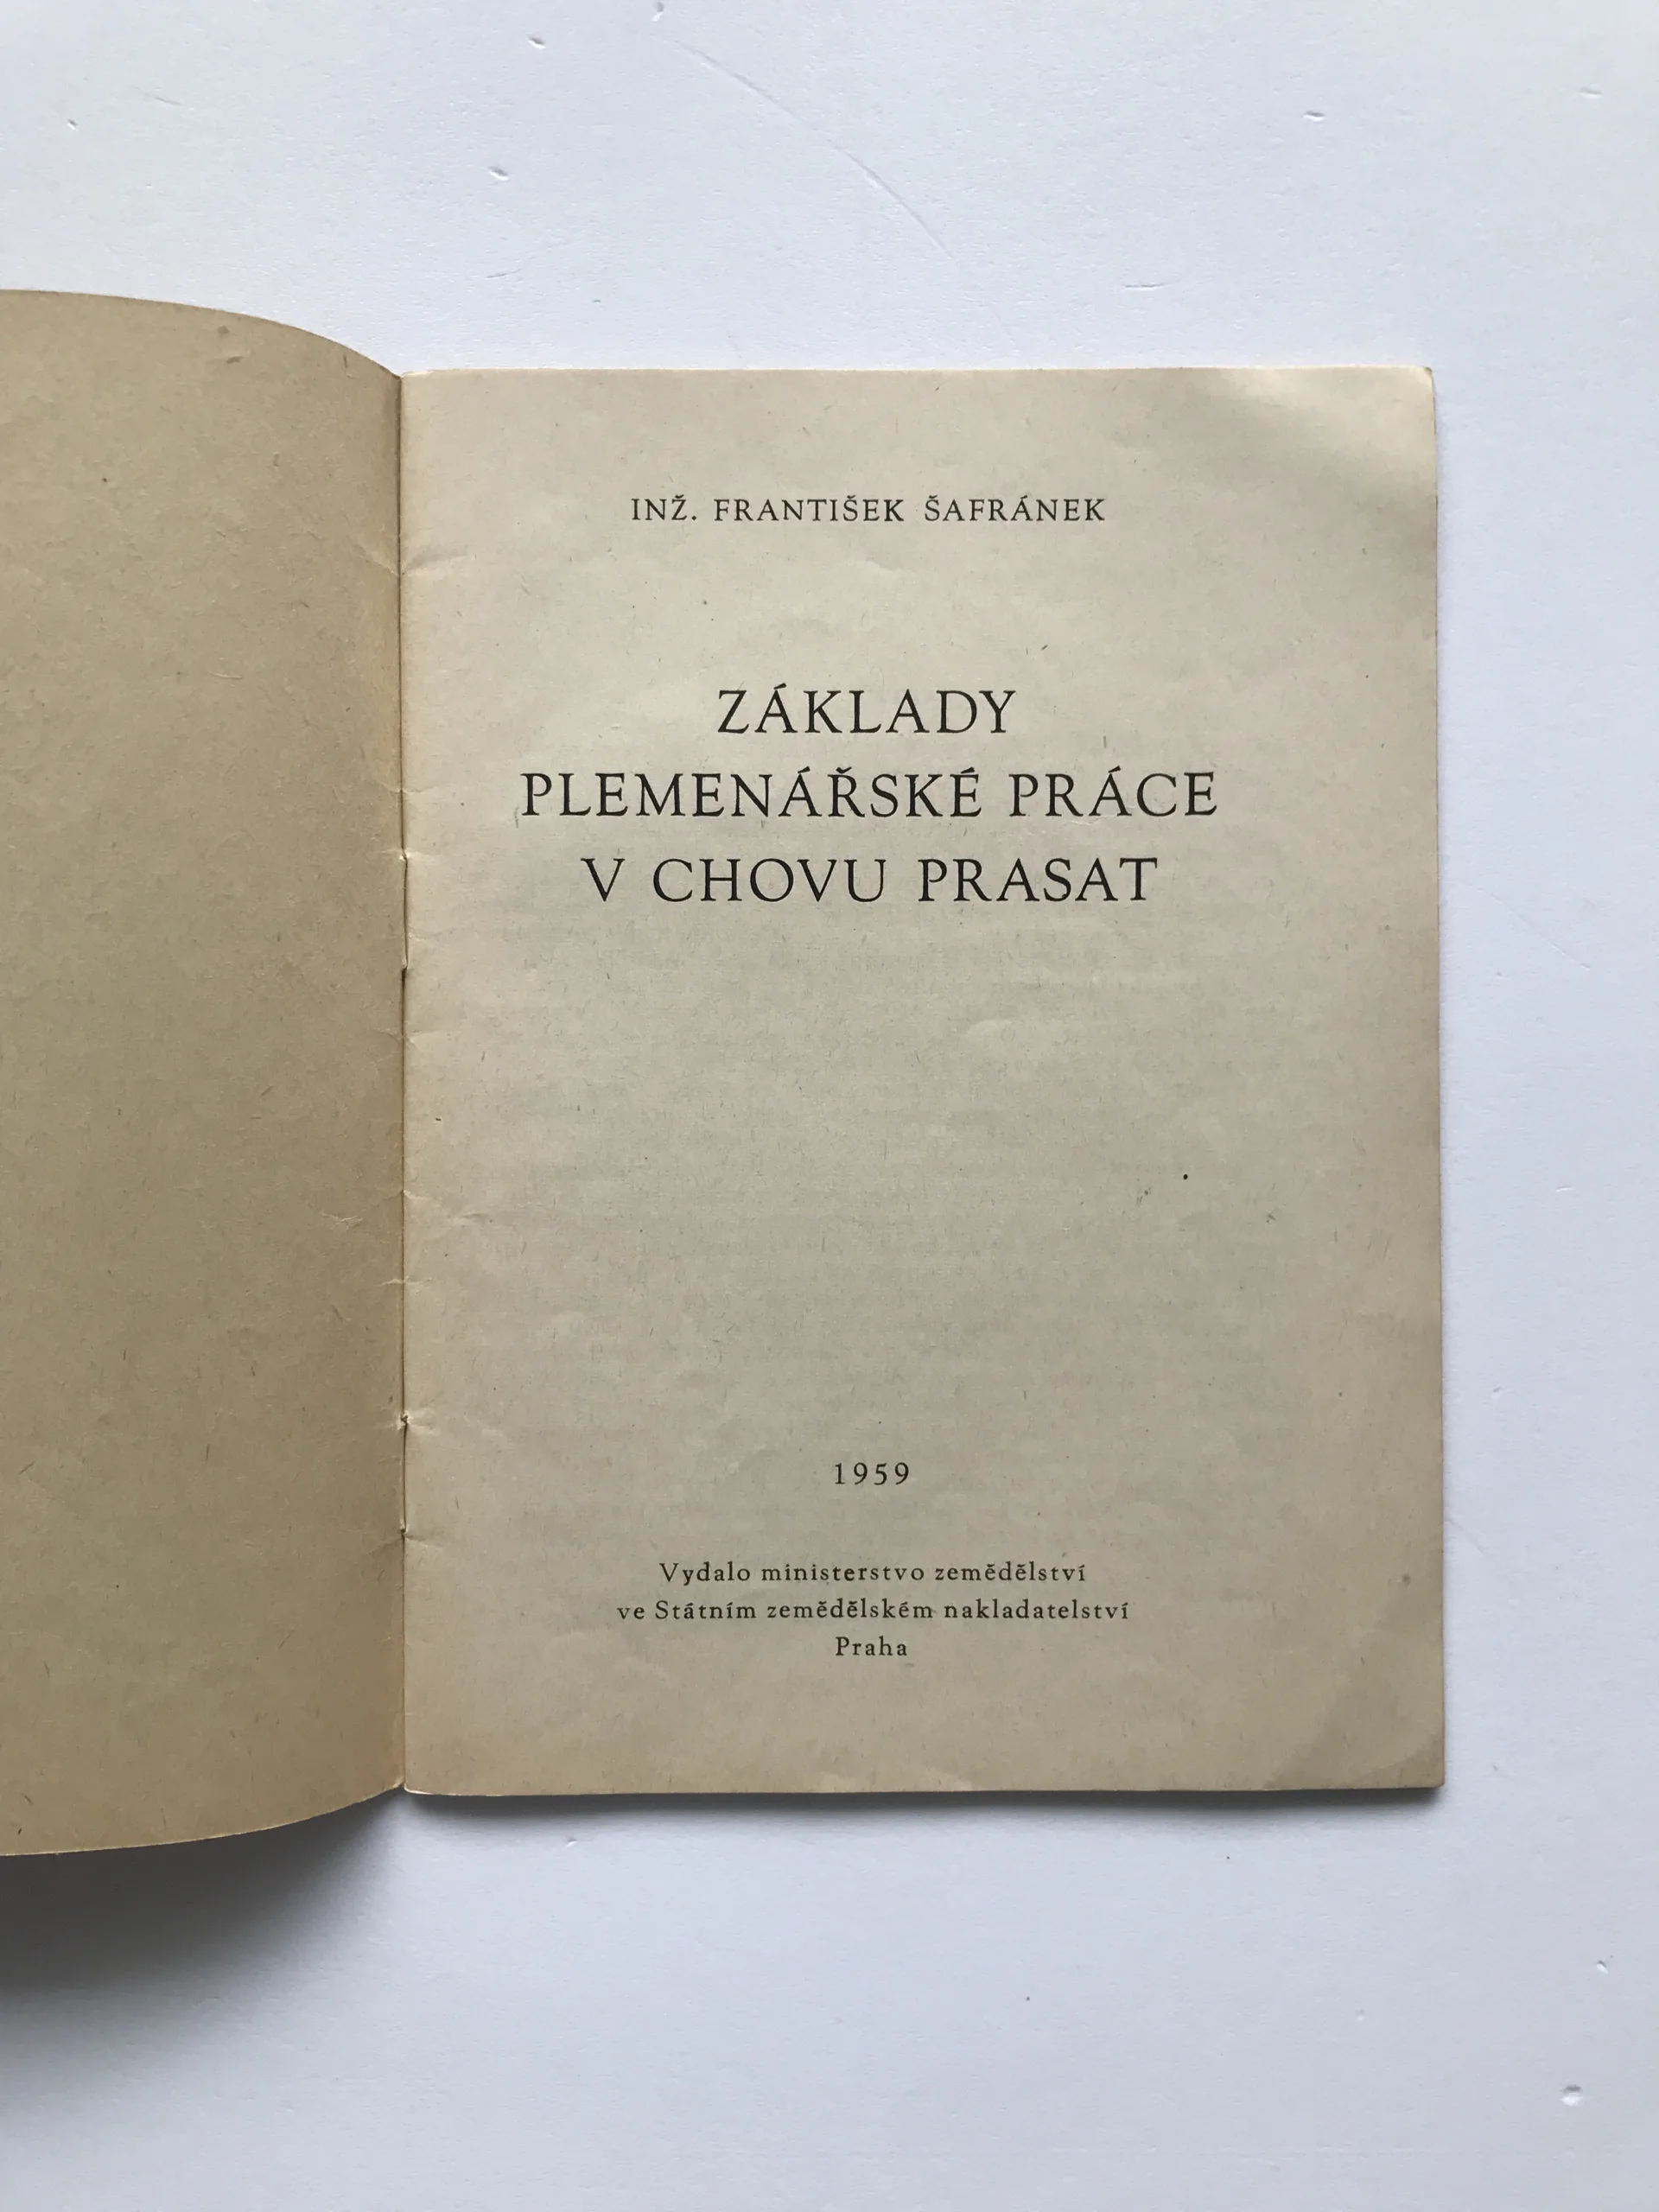 INŽ. FRANTIŠEK ŠAFRÁNEK
ZÁKLADY
PLEMENÁŘSKÉ PRÁCE
V CHOVU PRASAT
1959
Vydalo ministerstvo zemědělství
ve Státním zemědělském nakladatelství
Praha